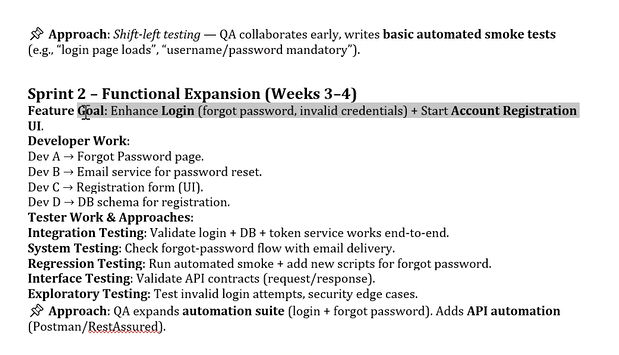 📌 Approach: Shift-left testing — QA collaborates early, writes basic automated smoke tests
(e.g., “login page loads”, “username/password mandatory”).
Sprint 2 – Functional Expansion (Weeks 3–4)
Feature Goal: Enhance Login (forgot password, invalid credentials) + Start Account Registration
UI.
Developer Work:
Dev A → Forgot Password page.
Dev B → Email service for password reset.
Dev C → Registration form (UI).
Dev D → DB schema for registration.
Tester Work & Approaches:
Integration Testing: Validate login + DB + token service works end-to-end.
System Testing: Check forgot-password flow with email delivery.
Regression Testing: Run automated smoke + add new scripts for forgot password.
Interface Testing: Validate API contracts (request/response).
Exploratory Testing: Test invalid login attempts, security edge cases.
📌 Approach: QA expands automation suite (login + forgot password). Adds API automation
(Postman/RestAssured).